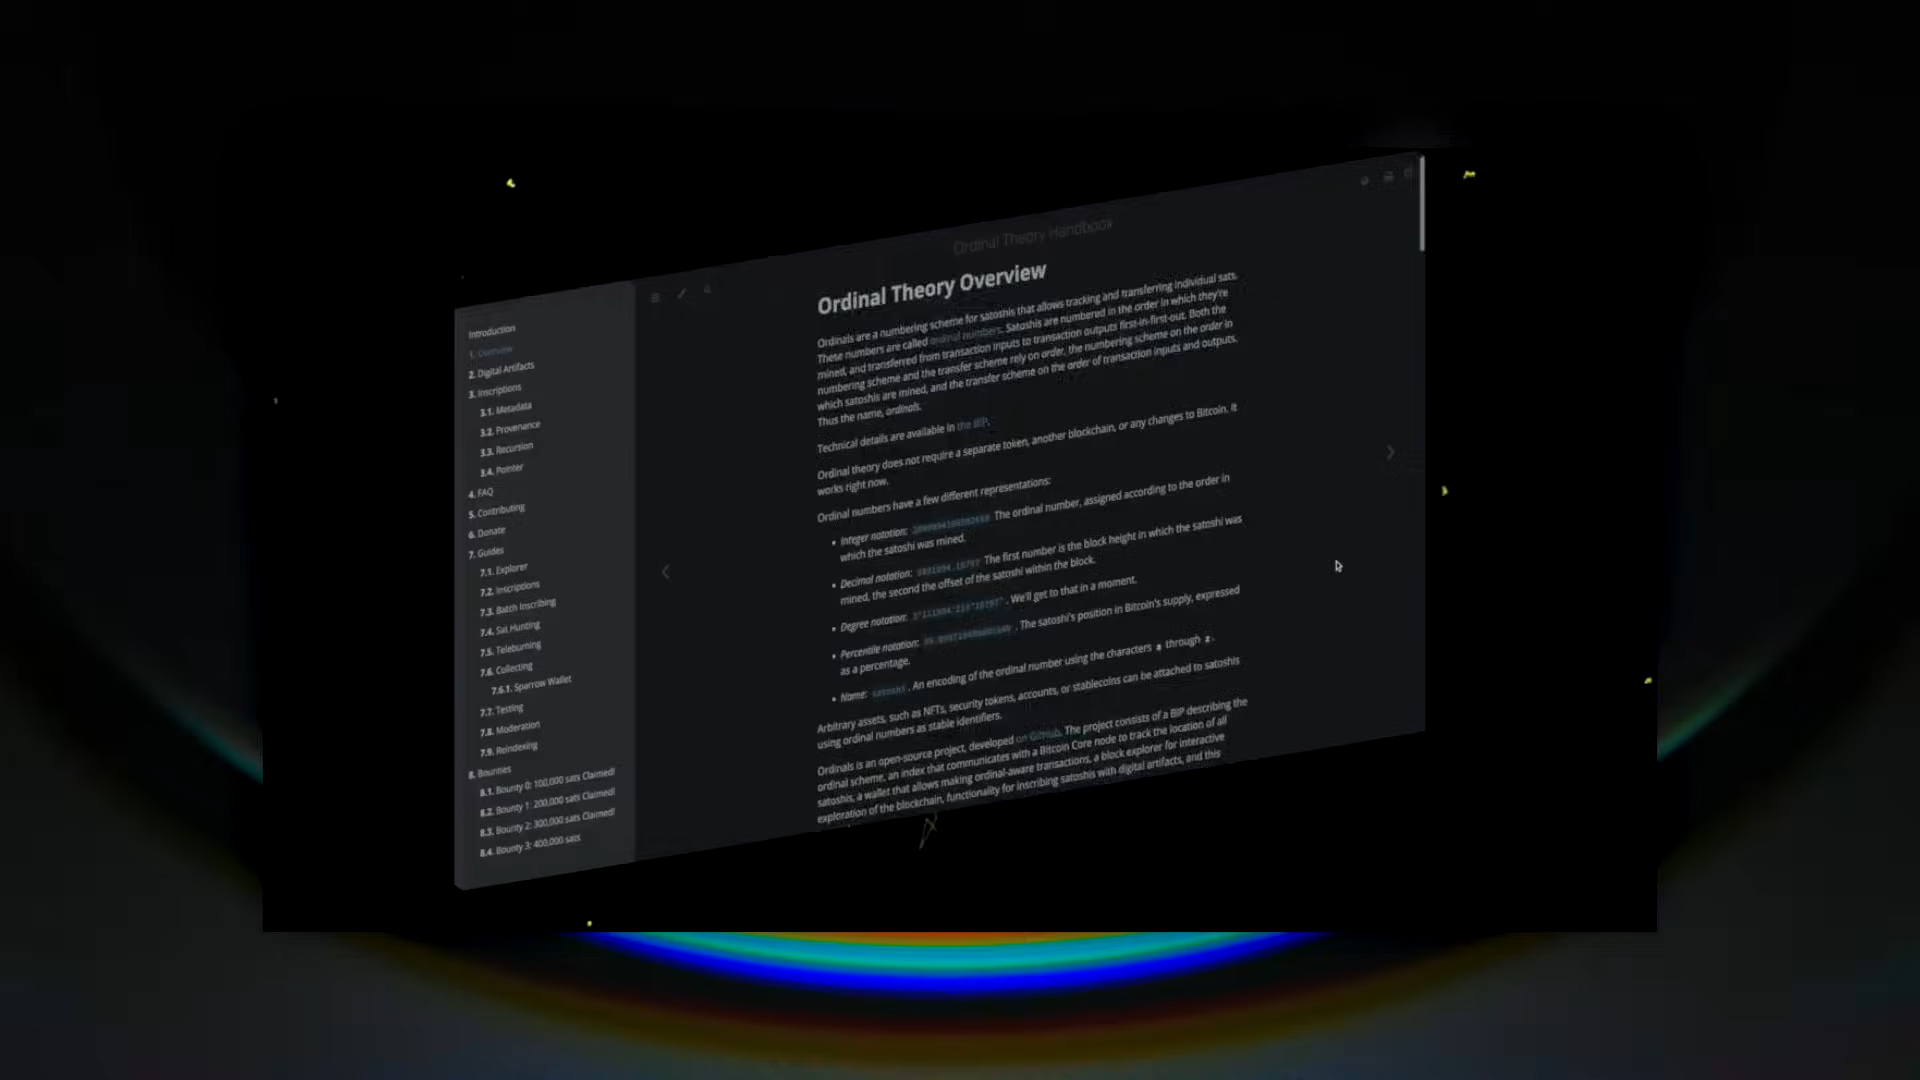 Ordinal Theory Handbook
Introduction
1. Overview
2. Digital Artifacts
3. Inscriptions
3.1. Metadata
3.2. Provenance
3.3. Recursion
3.4. Pointer
4. FAQ
5. Contributing
6. Donate
7. Guides
7.1. Explorer
7.2. Inscriptions
7.3. Batch Inscribing
7.4. Sat Hunting
7.5. Teleburning
7.6. Collecting
7.6.1. Sparrow Wallet
7.7. Testing
7.8. Moderation
7.9. Reindexing
8. Bounties
8.1. Bounty 0: 100,000 sats Claimed!
8.2. Bounty 1: 200,000 sats Claimed!
8.3. Bounty 2: 300,000 sats Claimed!
8.4. Bounty 3: 400,000 sats
Ordinal Theory Overview
Ordinals are a numbering scheme for satoshis that allows tracking and transferring individual sats.
These numbers are called ordinal numbers. Satoshis are numbered in the order in which they're
mined, and transferred from transaction inputs to transaction outputs first-in-first-out. Both the
numbering scheme and the transfer scheme rely on order, the numbering scheme on the order in
which satoshis are mined, and the transfer scheme on the order of transaction inputs and outputs.
Thus the name, ordinals.
Technical details are available in the BIP.
Ordinal theory does not require a separate token, another blockchain, or any changes to Bitcoin. It
works right now.
Ordinal numbers have a few different representations:
• Integer notation: The ordinal number, assigned according to the order in
which the satoshi was mined.
• Decimal notation: The first number is the block height in which the satoshi was
mined, the second the offset of the satoshi within the block.
• Degree notation: . We'll get to that in a moment.
• Percentile notation: . The satoshi's position in Bitcoin's supply, expressed
as a percentage.
• Name: satoshi . An encoding of the ordinal number using the characters a through z .
Arbitrary assets, such as NFTs, security tokens, accounts, or stablecoins can be attached to satoshis
using ordinal numbers as stable identifiers.
Ordinals is an open-source project, developed on GitHub. The project consists of a BIP describing the
ordinal scheme, an index that communicates with a Bitcoin Core node to track the location of all
satoshis, a wallet that allows making ordinal-aware transactions, a block explorer for interactive
exploration of the blockchain, functionality for inscribing satoshis with digital artifacts, and this